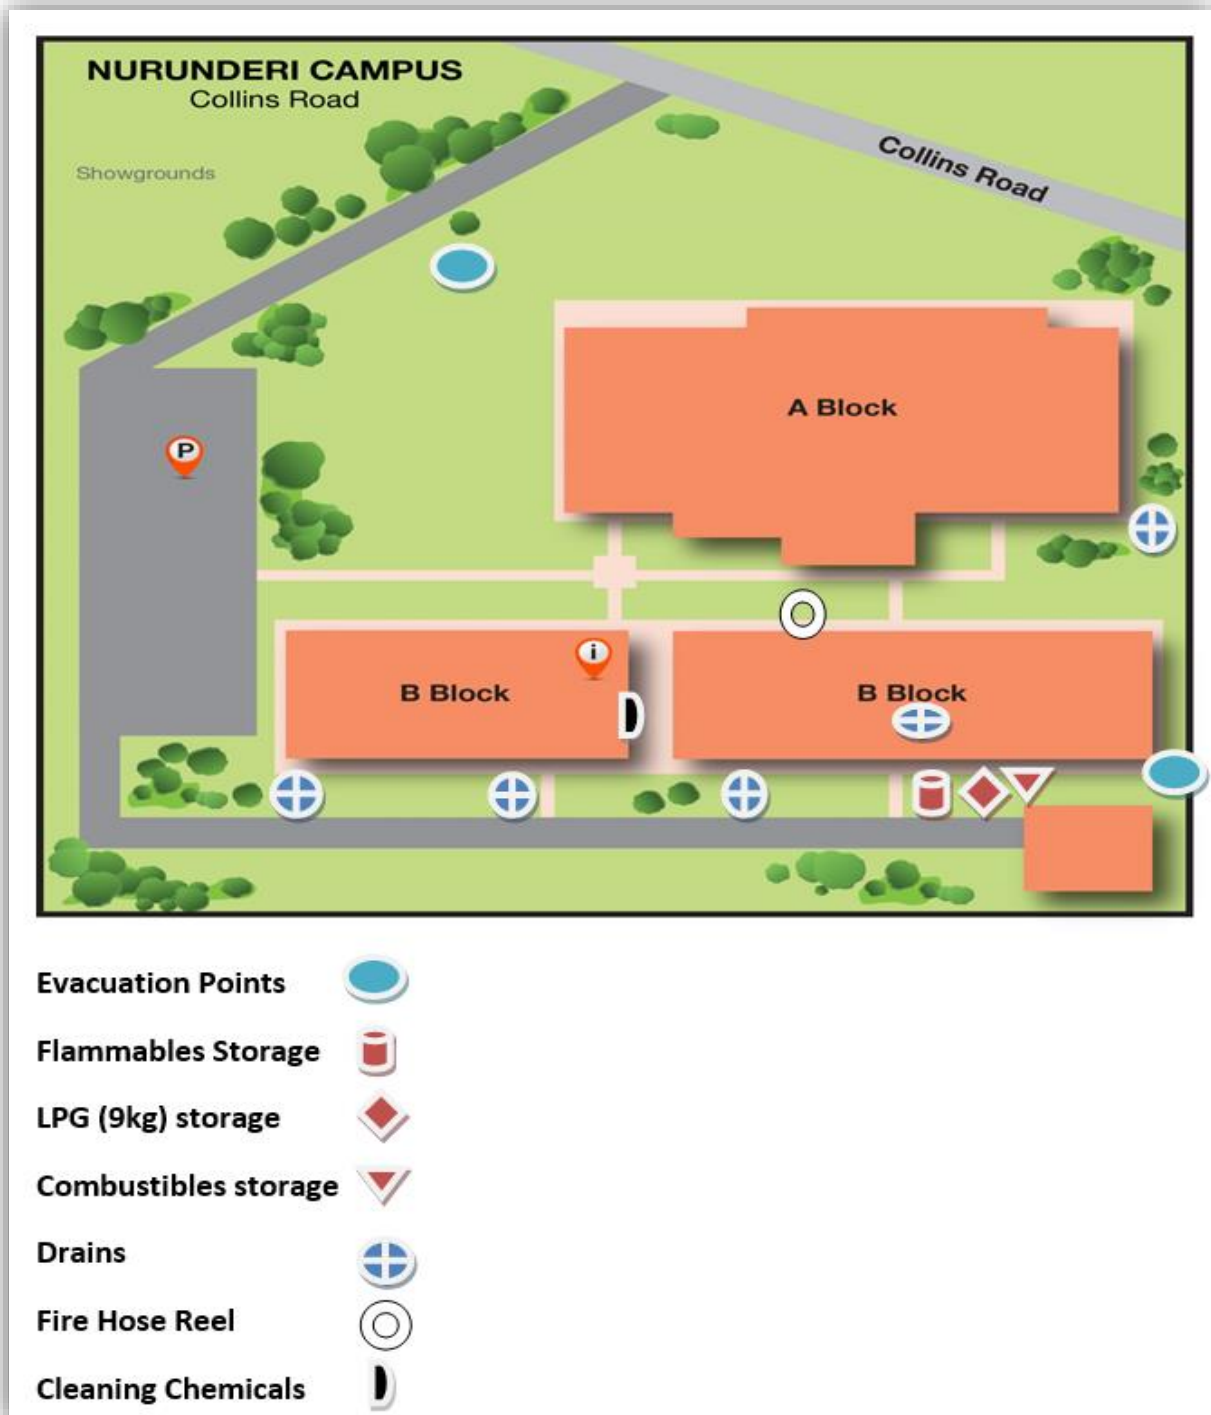 NURUNDERI CAMPUS
Collins Road
Showgrounds
Collins Road
A Block
P
i
B Block
B Block
Evacuation Points
Flammables Storage
LPG (9kg) storage
Combustibles storage
Drains
Fire Hose Reel
Cleaning Chemicals